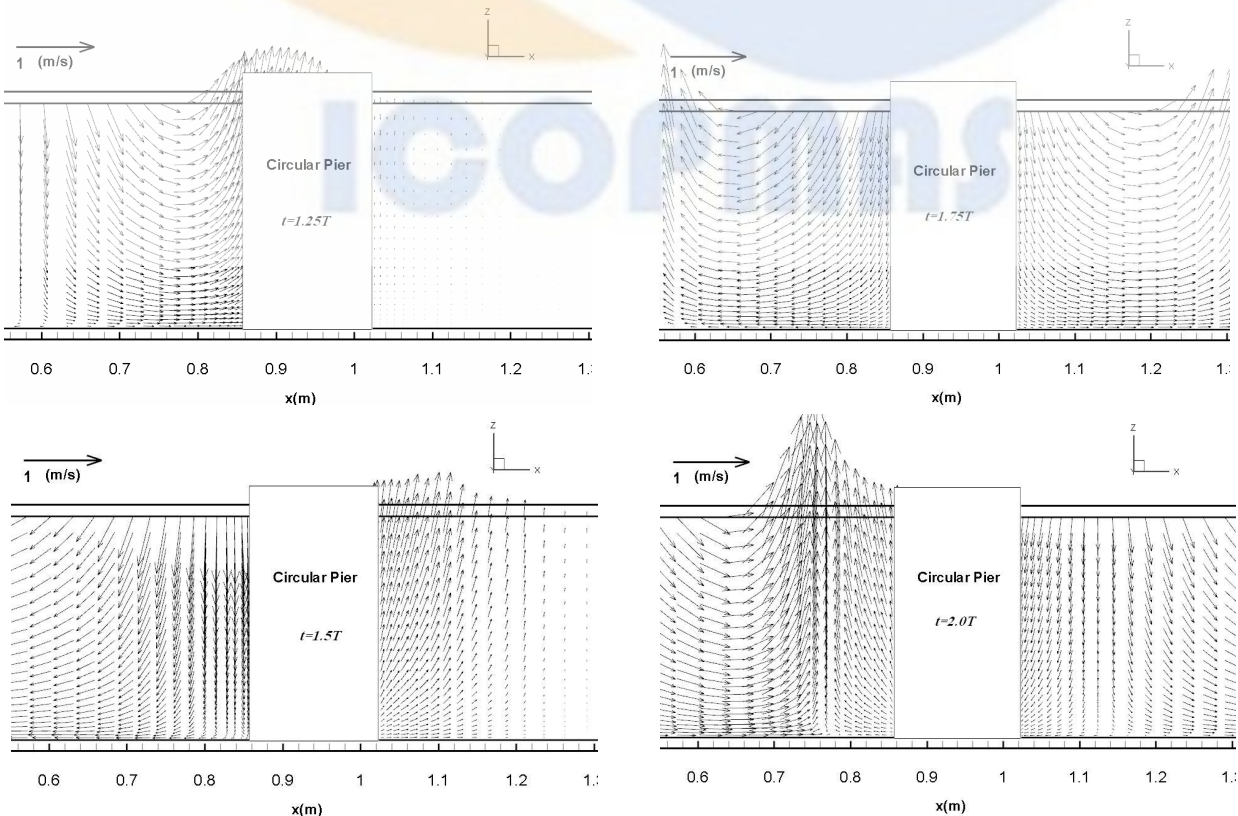 z
x
1 (m/s)
ICOPMAS
Circular Pier
t=1.25T
0.6 0.7 0.8 0.9 1 1.1 1.2
x(m)
z
x
1 (m/s)
Circular Pier
t=1.75T
0.6 0.7 0.8 0.9 1 1.1 1.2
x(m)
z
x
1 (m/s)
Circular Pier
t=1.5T
0.6 0.7 0.8 0.9 1 1.1 1.2
x(m)
z
x
1 (m/s)
Circular Pier
t=2.0T
0.6 0.7 0.8 0.9 1 1.1 1.2
x(m)